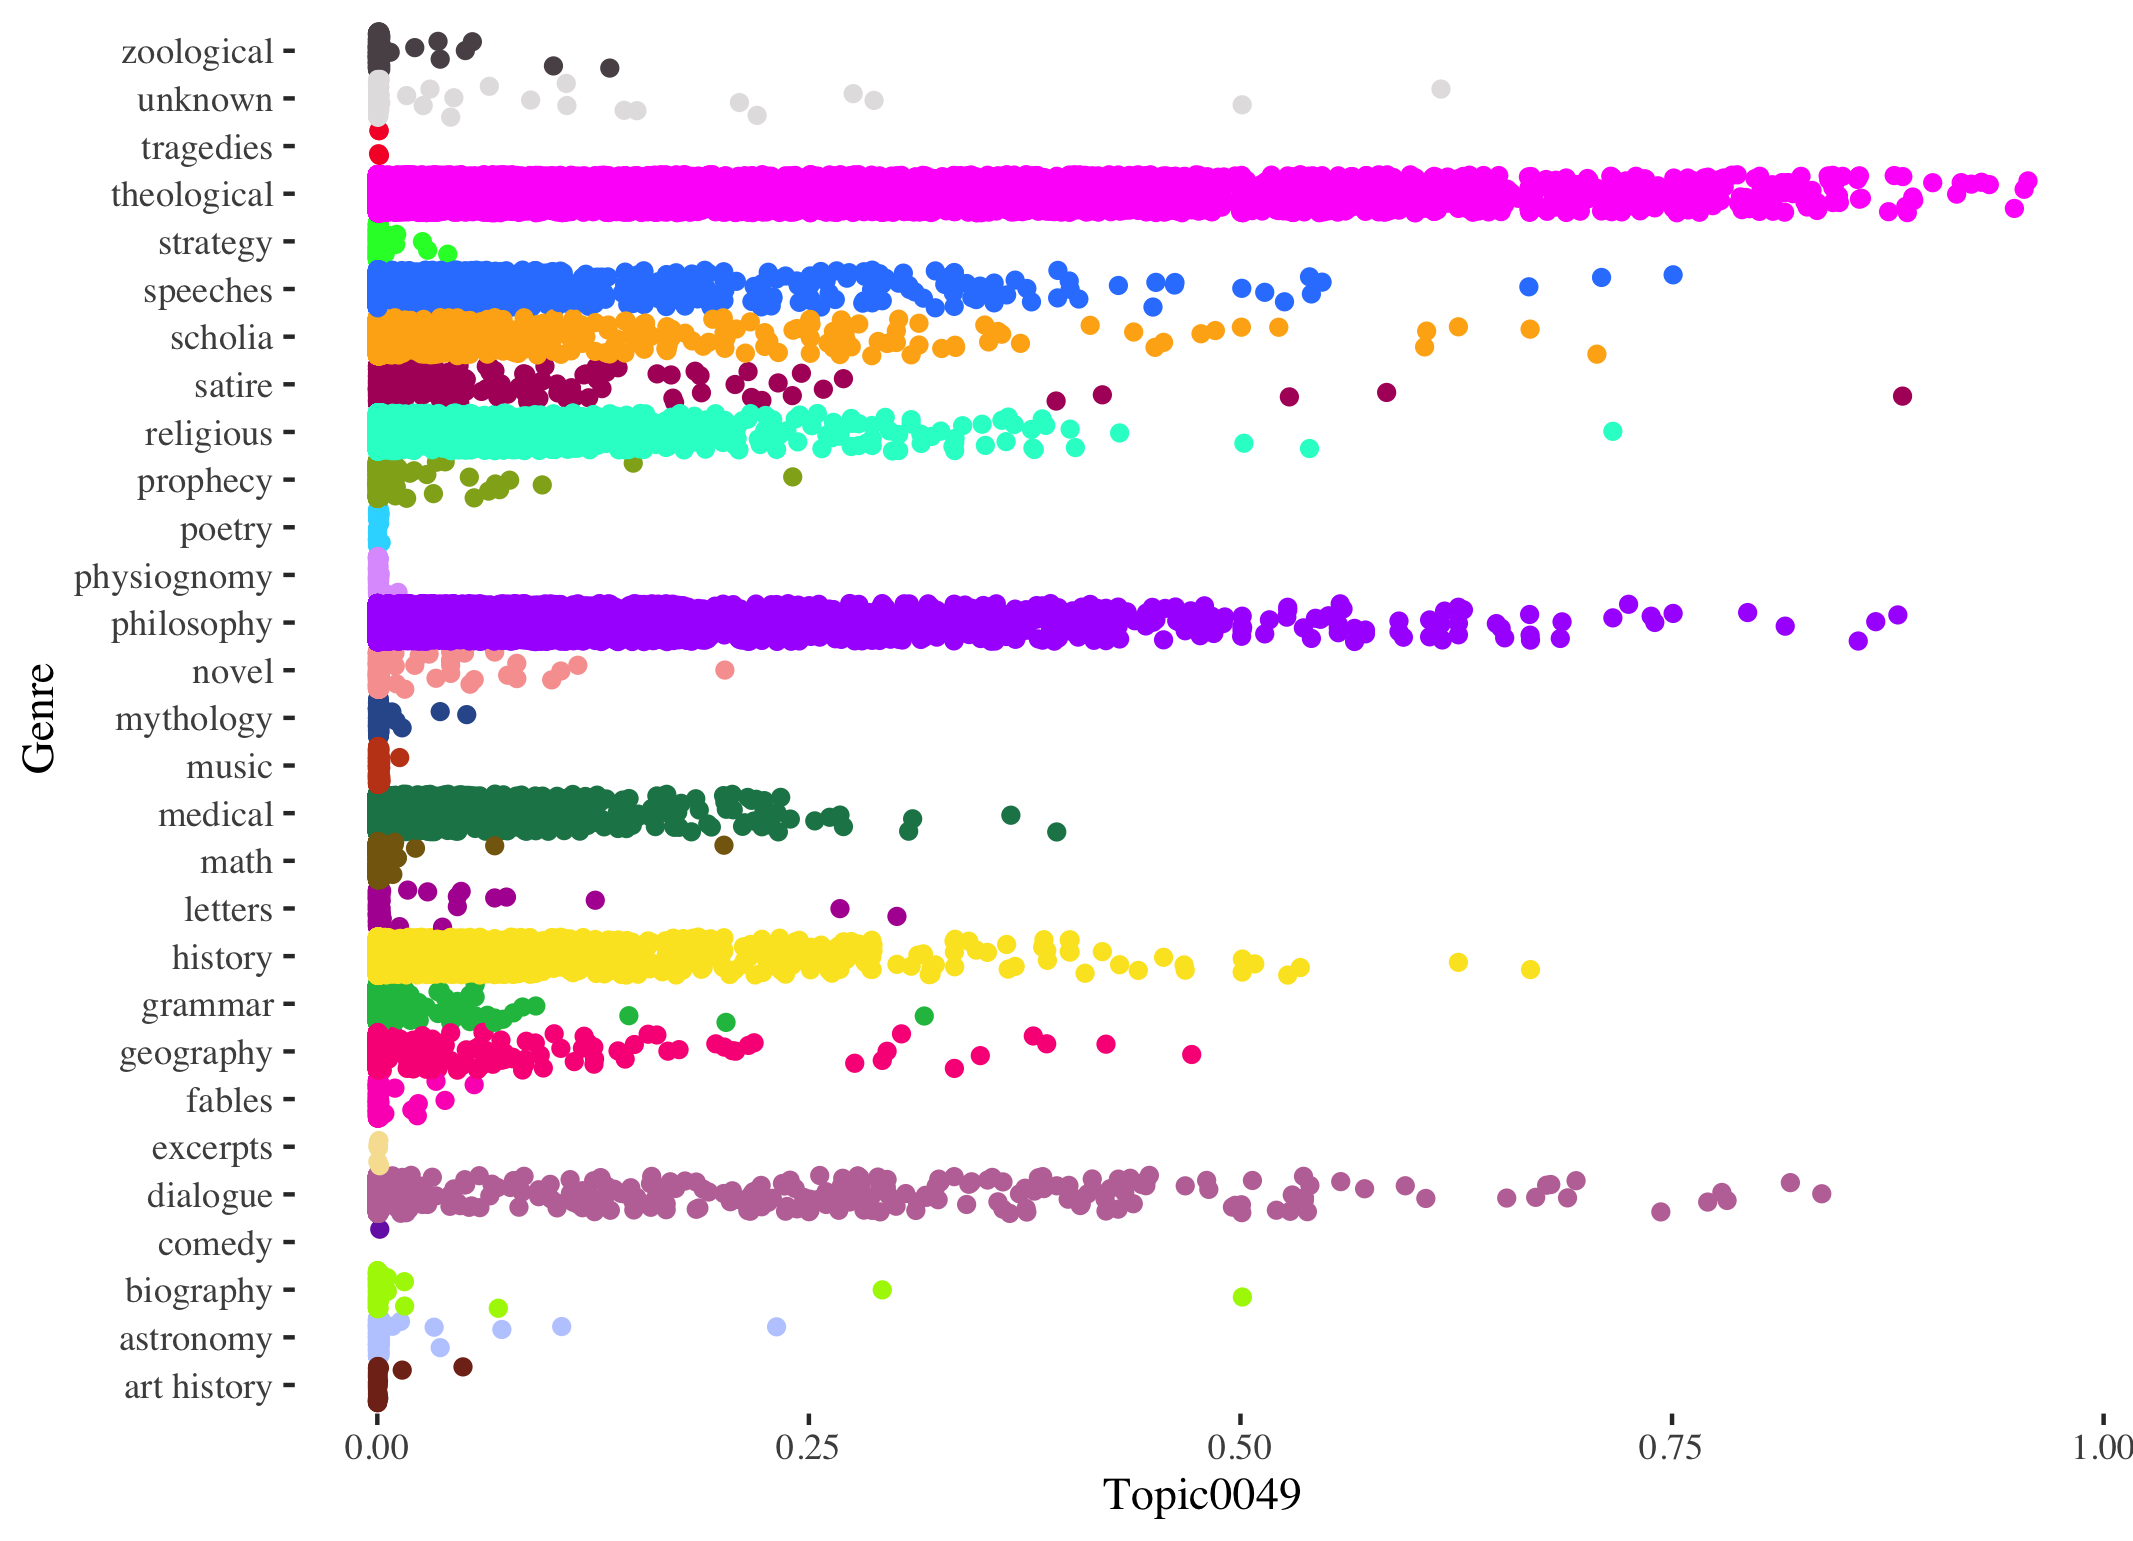 Genre
zoological
unknown
tragedies
theological
strategy
speeches
scholia
satire
religious
prophecy
poetry
physiognomy
philosophy
novel
mythology
music
medical
math
letters
history
grammar
geography
fables
excerpts
dialogue
comedy
biography
astronomy
art history
0.00 0.25 0.50 0.75 1.00
Topic0049